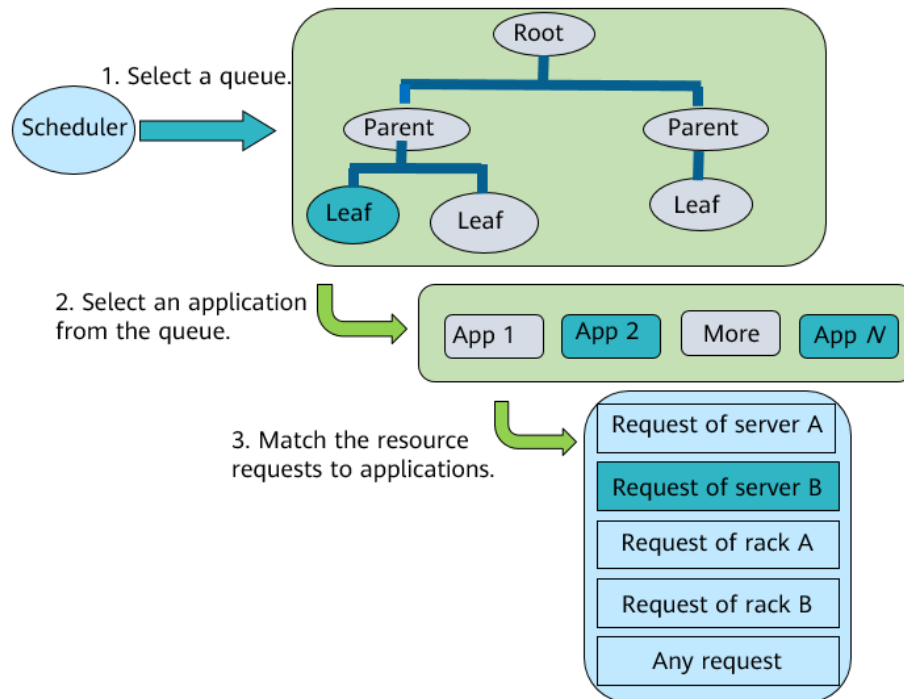 Root
1. Select a queue.
Scheduler
Parent
Parent
Leaf
Leaf
Leaf
2. Select an application
from the queue.
App 1
App 2
More
App N
3. Match the resource
requests to applications.
Request of server A
Request of server B
Request of rack A
Request of rack B
Any request